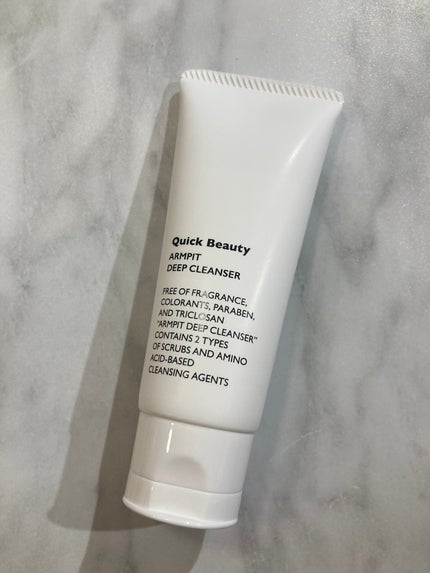 Quick Beauty
ARMPIT
DEEP CLEANSER
FREE OF FRAGRANCE,
COLORANTS, PARABEN,
AND TRICLOSAN
"ARMPIT DEEP CLEANSER"
CONTAINS 2 TYPES
OF SCRUBS AND AMINO
ACID-BASED
CLEANSING AGENTS